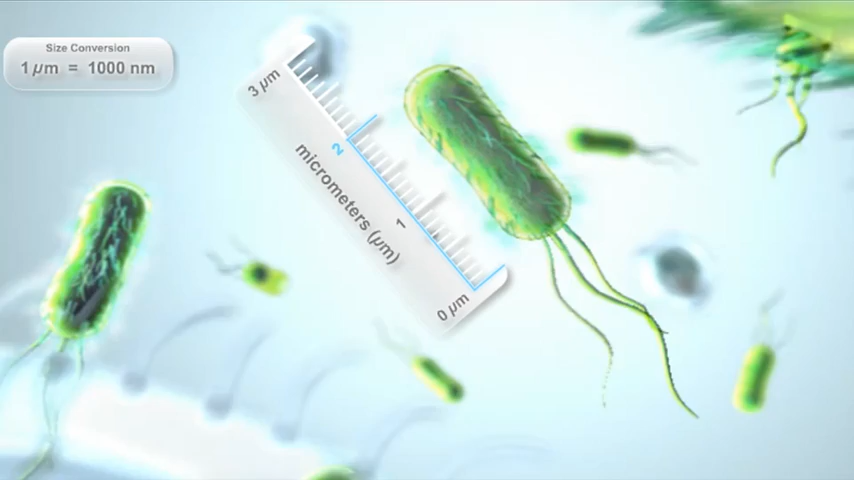 Size Conversion
1 µm = 1000 nm
3 µm
2
micrometers (µm)
1
0 µm